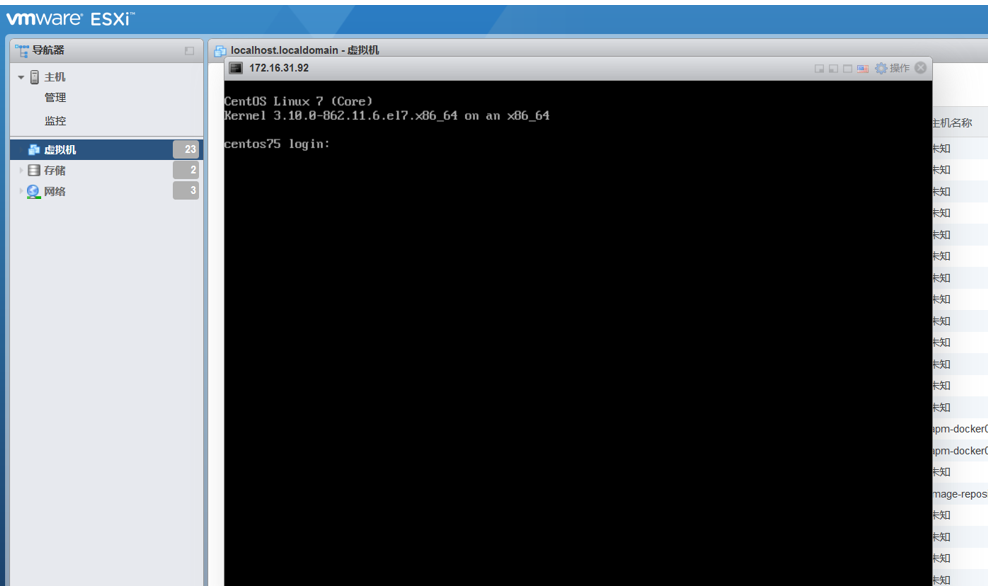 vmware ESXi™
导航器
主机
管理
监控
虚拟机 23
存储 2
网络 3
localhost.localdomain - 虚拟机
172.16.31.92
操作
CentOS Linux 7 (Core)
Kernel 3.10.0-862.11.6.el7.x86_64 on an x86_64
centos75 login:
主机名称
未知
未知
未知
未知
未知
未知
未知
未知
未知
未知
未知
未知
未知
apm-docker0
apm-docker0
未知
mage-repos
未知
未知
未知
未知